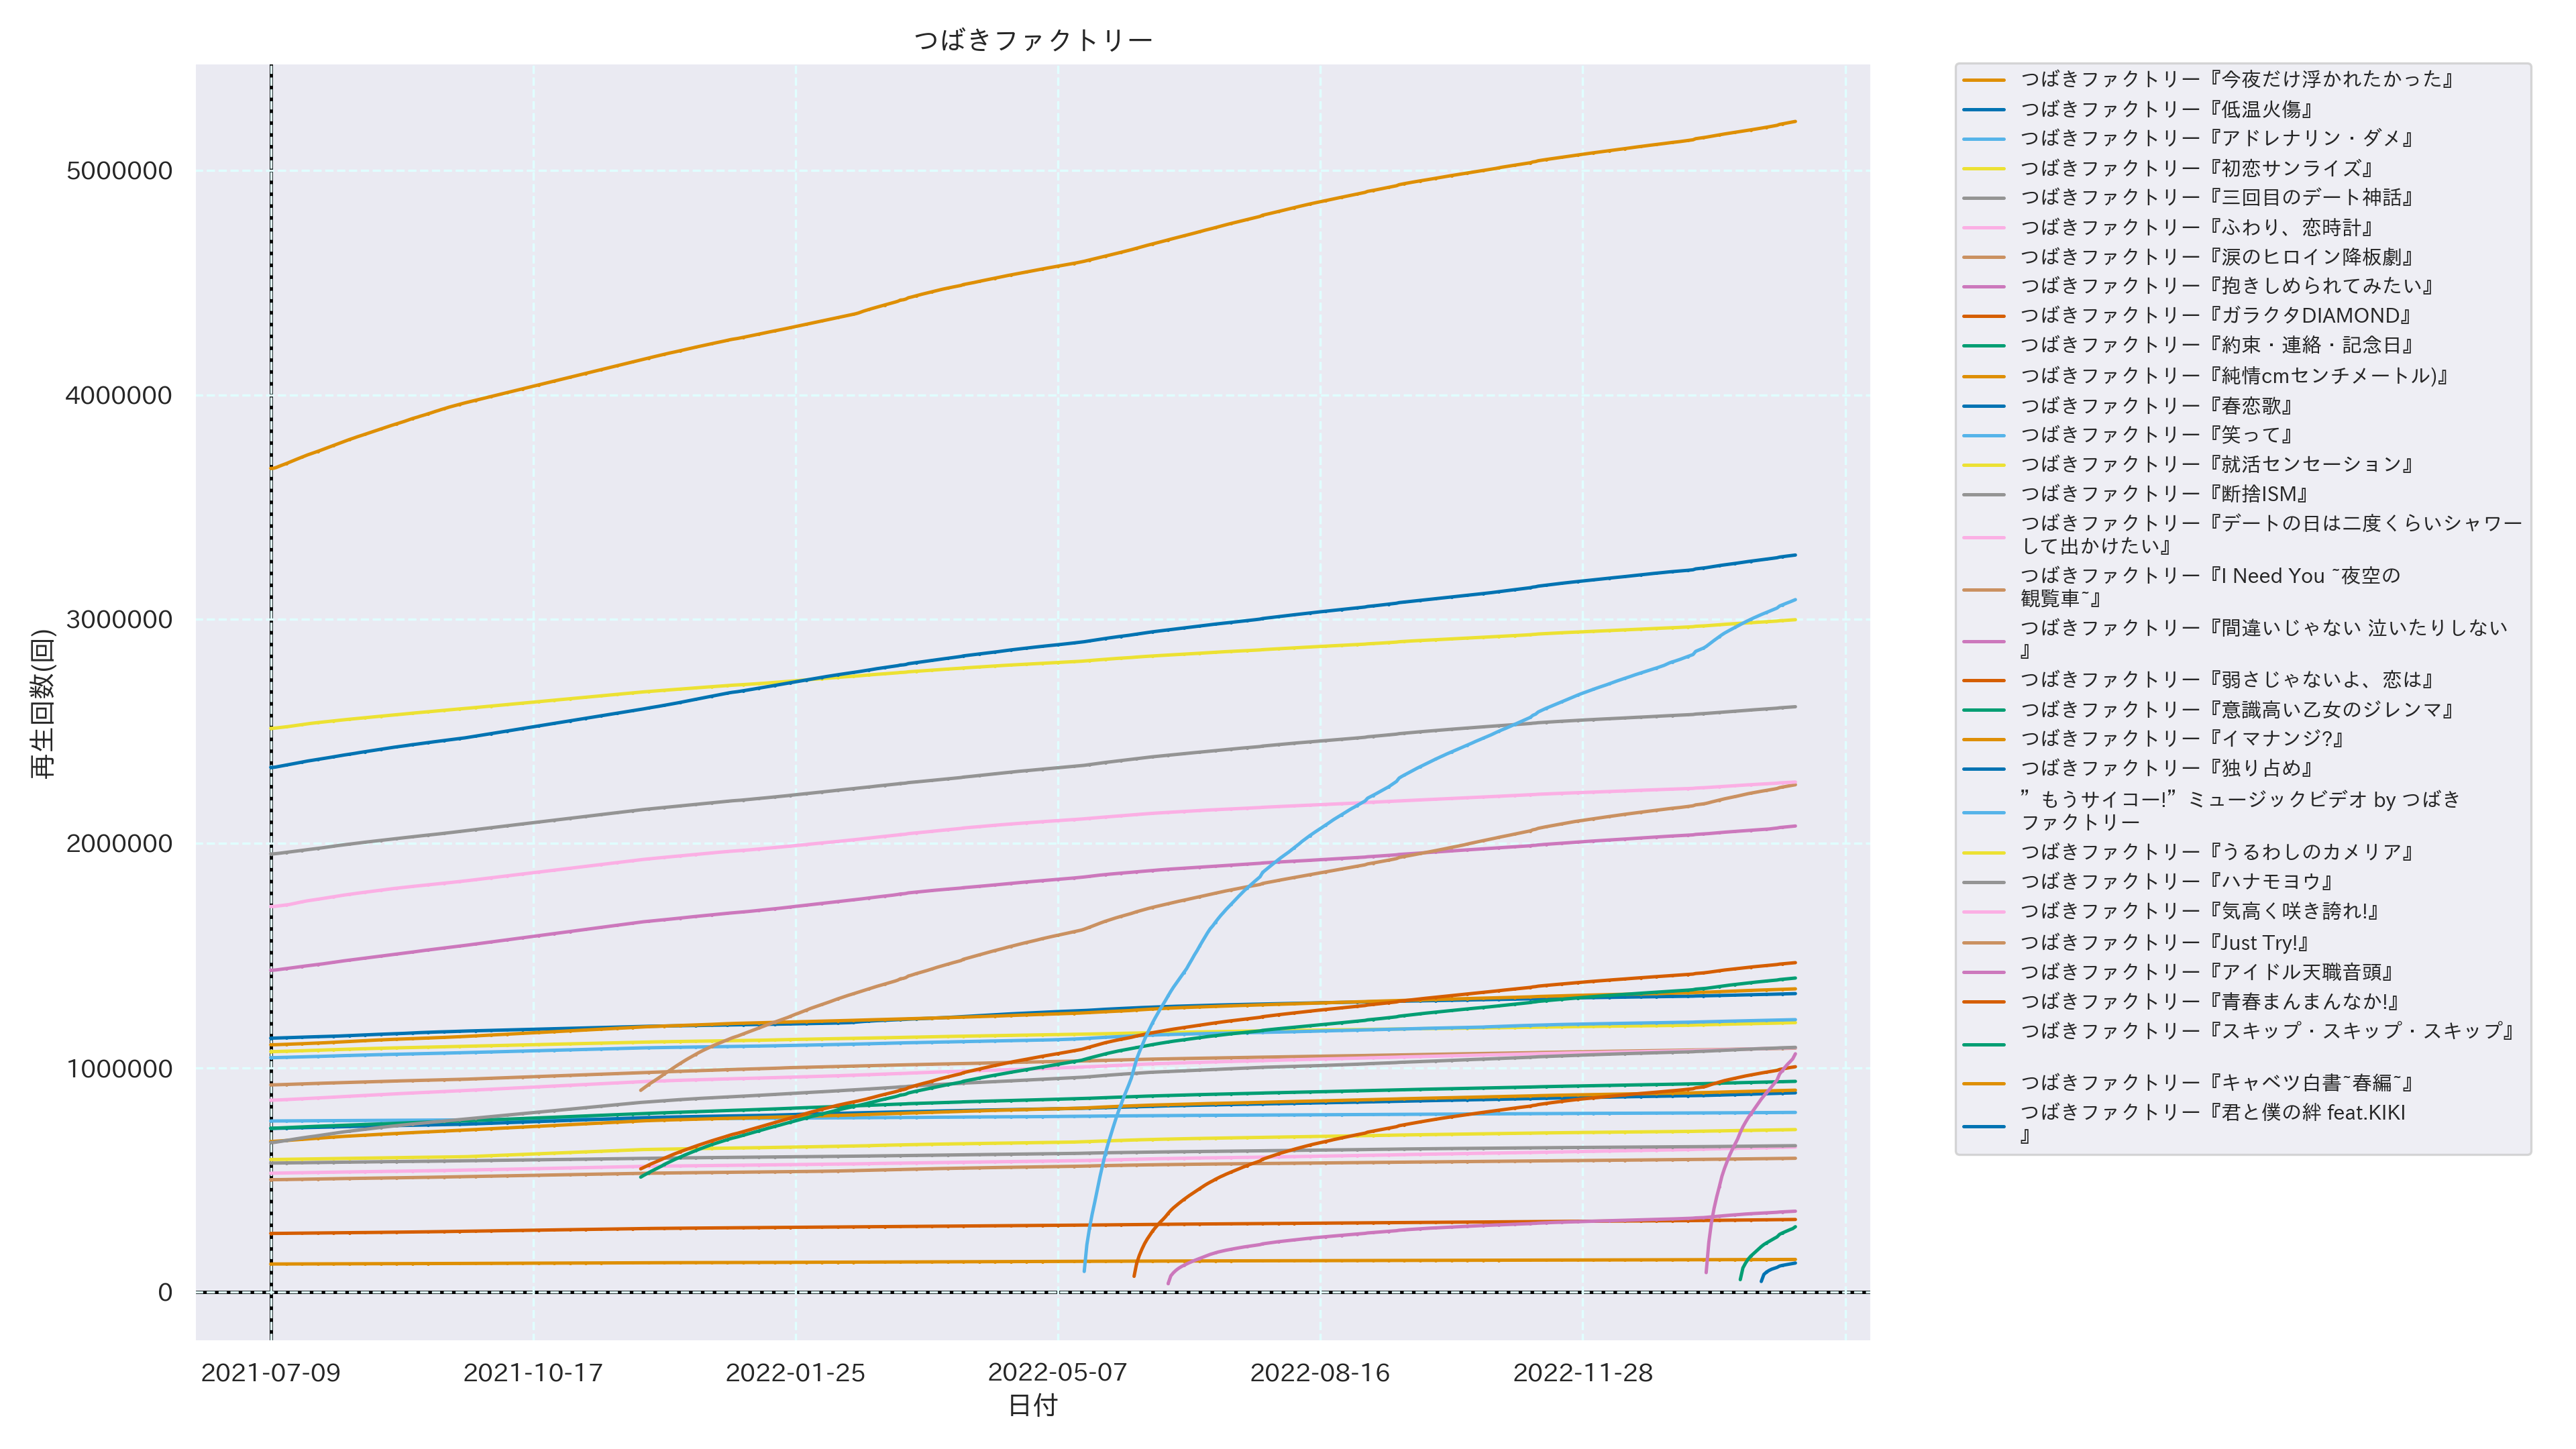 つばきファクトリー
再生回数(回)
5000000
4000000
3000000
2000000
1000000
0
2021-07-09
2021-10-17
2022-01-25
2022-05-07
2022-08-16
2022-11-28
日付
つばきファクトリー『今夜だけ浮かれたかった』
つばきファクトリー『低温火傷』
つばきファクトリー『アドレナリン・ダメ』
つばきファクトリー『初恋サンライズ』
つばきファクトリー『三回目のデート神話』
つばきファクトリー『ふわり、恋時計』
つばきファクトリー『涙のヒロイン降板劇』
つばきファクトリー『抱きしめられてみたい』
つばきファクトリー『ガラクタDIAMOND』
つばきファクトリー『約束・連絡・記念日』
つばきファクトリー『純情cmセンチメートル)』
つばきファクトリー『春恋歌』
つばきファクトリー『笑って』
つばきファクトリー『就活センセーション』
つばきファクトリー『断捨ISM』
つばきファクトリー『デートの日は二度くらいシャワー
して出かけたい』
つばきファクトリー『I Need You ~夜空の
観覧車~』
つばきファクトリー『間違いじゃない 泣いたりしない
』
つばきファクトリー『弱さじゃないよ、恋は』
つばきファクトリー『意識高い乙女のジレンマ』
つばきファクトリー『イマナンジ?』
つばきファクトリー『独り占め』
”もうサイコー!”ミュージックビデオ by つばき
ファクトリー
つばきファクトリー『うるわしのカメリア』
つばきファクトリー『ハナモヨウ』
つばきファクトリー『気高く咲き誇れ!』
つばきファクトリー『Just Try!』
つばきファクトリー『アイドル天職音頭』
つばきファクトリー『青春まんまんなか!』
つばきファクトリー『スキップ・スキップ・スキップ』
つばきファクトリー『キャベツ白書~春編~』
つばきファクトリー『君と僕の絆 feat.KIKI
』